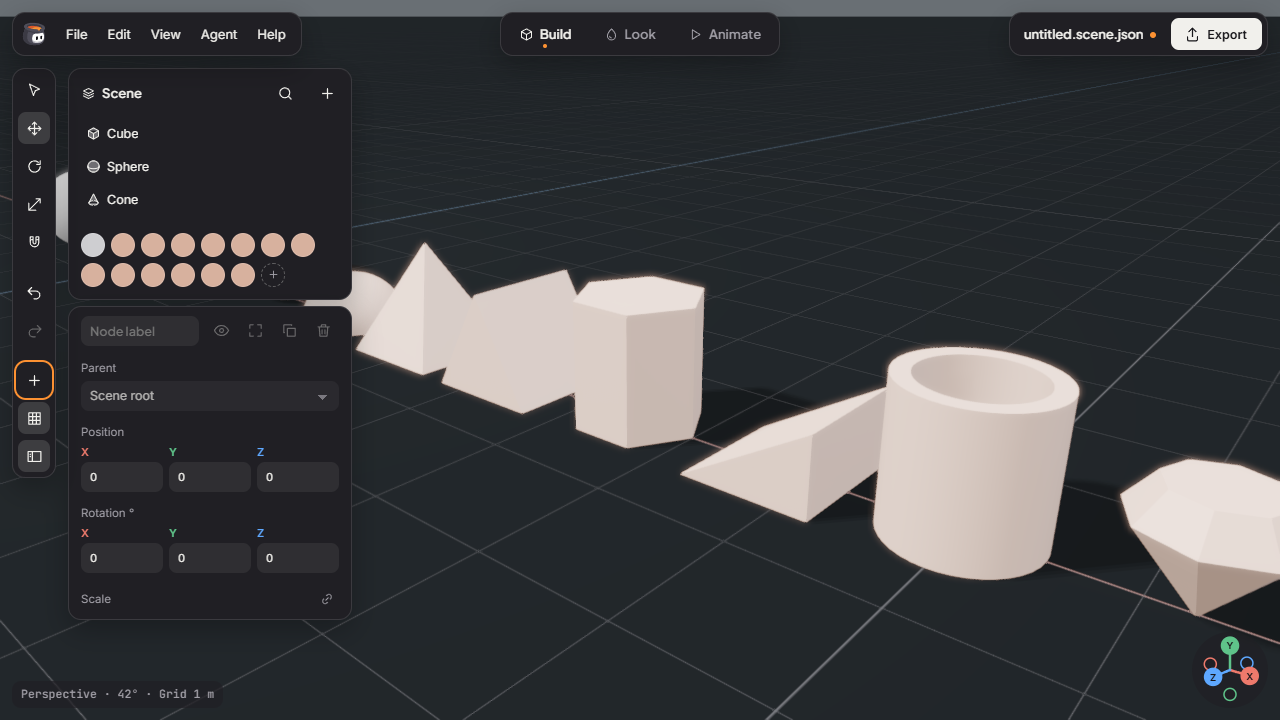 File Edit View Agent Help
Build Look Animate
untitled.scene.json Export
Scene
Cube
Sphere
Cone
Node label
Parent
Scene root
Position
X Y Z
0 0 0
Rotation °
X Y Z
0 0 0
Scale
Perspective · 42° · Grid 1 m
Y
Z X